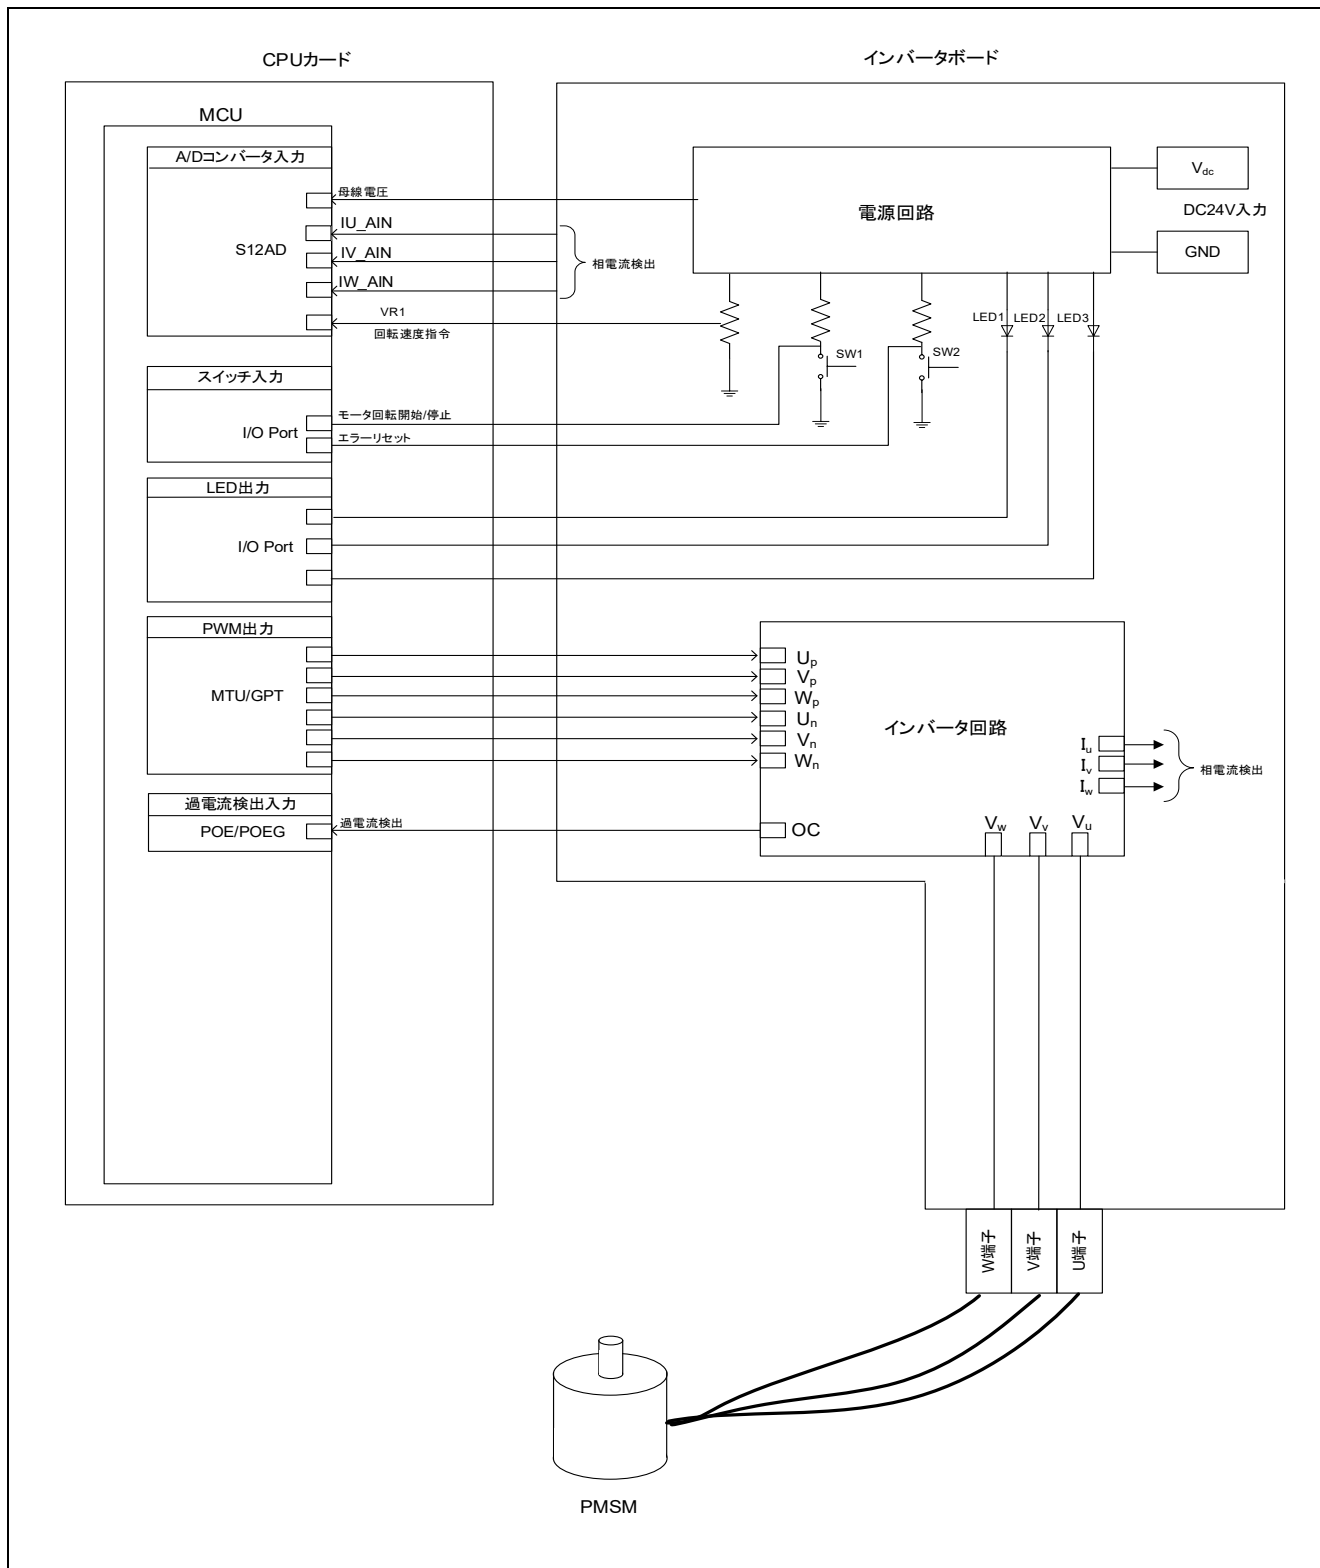 CPUカード
インバータボード
MCU
A/Dコンバータ入力
S12AD
母線電圧
IU_AIN
IV_AIN
IW_AIN
相電流検出
VR1
回転速度指令
電源回路
Vdc
DC24V入力
GND
SW1
SW2
LED1
LED2
LED3
スイッチ入力
I/O Port
モータ回転開始/停止
エラーリセット
LED出力
I/O Port
PWM出力
MTU/GPT
Up
Vp
Wp
Un
Vn
Wn
インバータ回路
Iu
Iv
Iw
相電流検出
過電流検出入力
POE/POEG
過電流検出
OC
Vw
Vv
Vu
W端子
V端子
U端子
PMSM